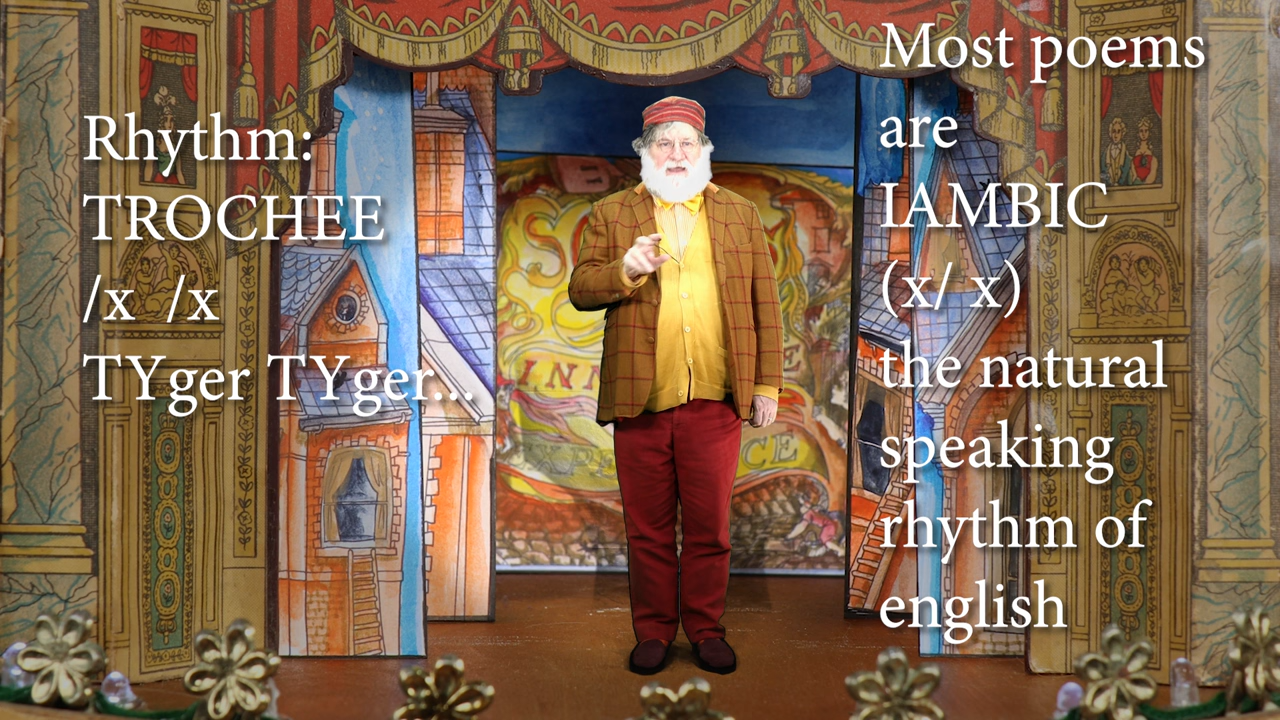 Rhythm:
TROCHEE
/x /x
TYger TYger...
Most poems
are
IAMBIC
(x/ x)
the natural
speaking
rhythm of
english